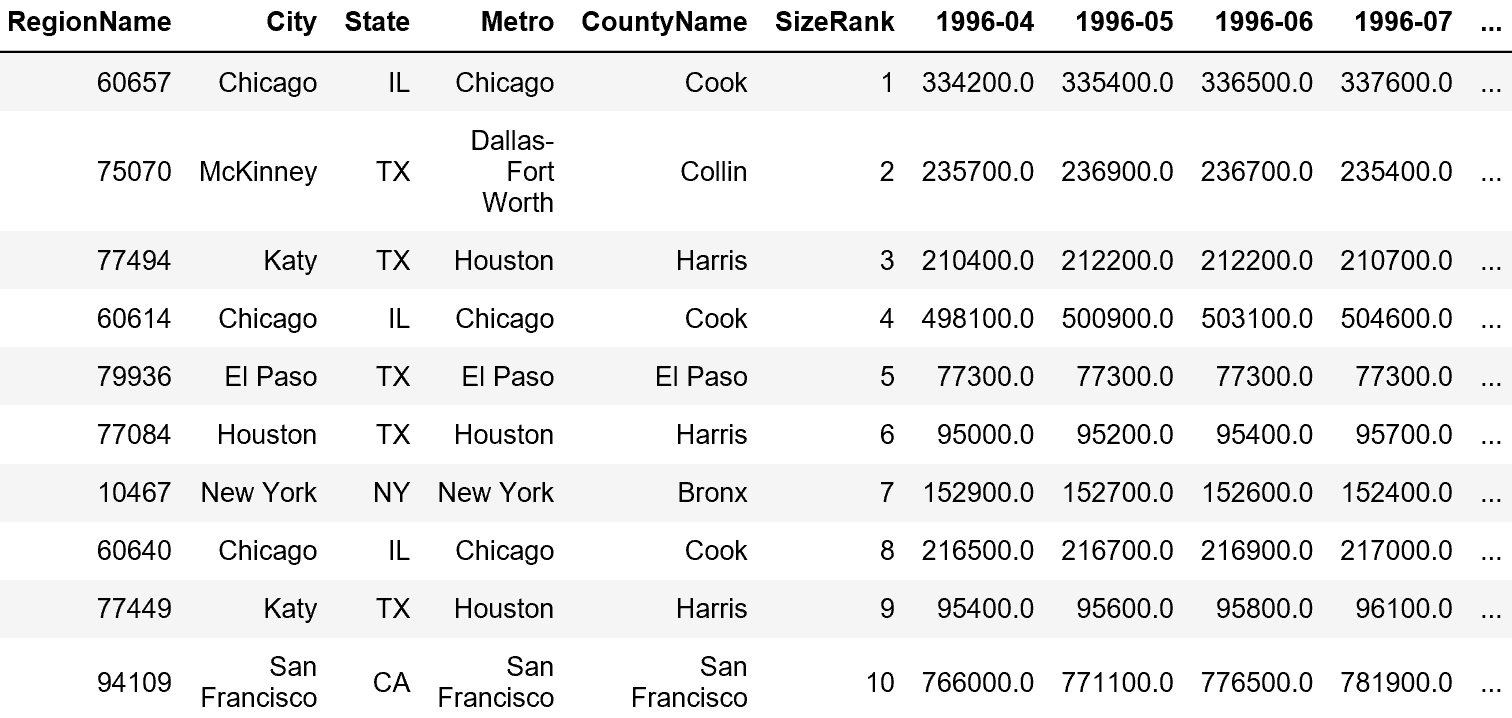 RegionName City State Metro CountyName SizeRank 1996-04 1996-05 1996-06 1996-07 ...
60657 Chicago IL Chicago Cook 1 334200.0 335400.0 336500.0 337600.0 ...
75070 McKinney TX Dallas-
Fort
Worth Collin 2 235700.0 236900.0 236700.0 235400.0 ...
77494 Katy TX Houston Harris 3 210400.0 212200.0 212200.0 210700.0 ...
60614 Chicago IL Chicago Cook 4 498100.0 500900.0 503100.0 504600.0 ...
79936 El Paso TX El Paso El Paso 5 77300.0 77300.0 77300.0 77300.0 ...
77084 Houston TX Houston Harris 6 95000.0 95200.0 95400.0 95700.0 ...
10467 New York NY New York Bronx 7 152900.0 152700.0 152600.0 152400.0 ...
60640 Chicago IL Chicago Cook 8 216500.0 216700.0 216900.0 217000.0 ...
77449 Katy TX Houston Harris 9 95400.0 95600.0 95800.0 96100.0 ...
94109 San
Francisco CA San
Francisco San
Francisco 10 766000.0 771100.0 776500.0 781900.0 ...